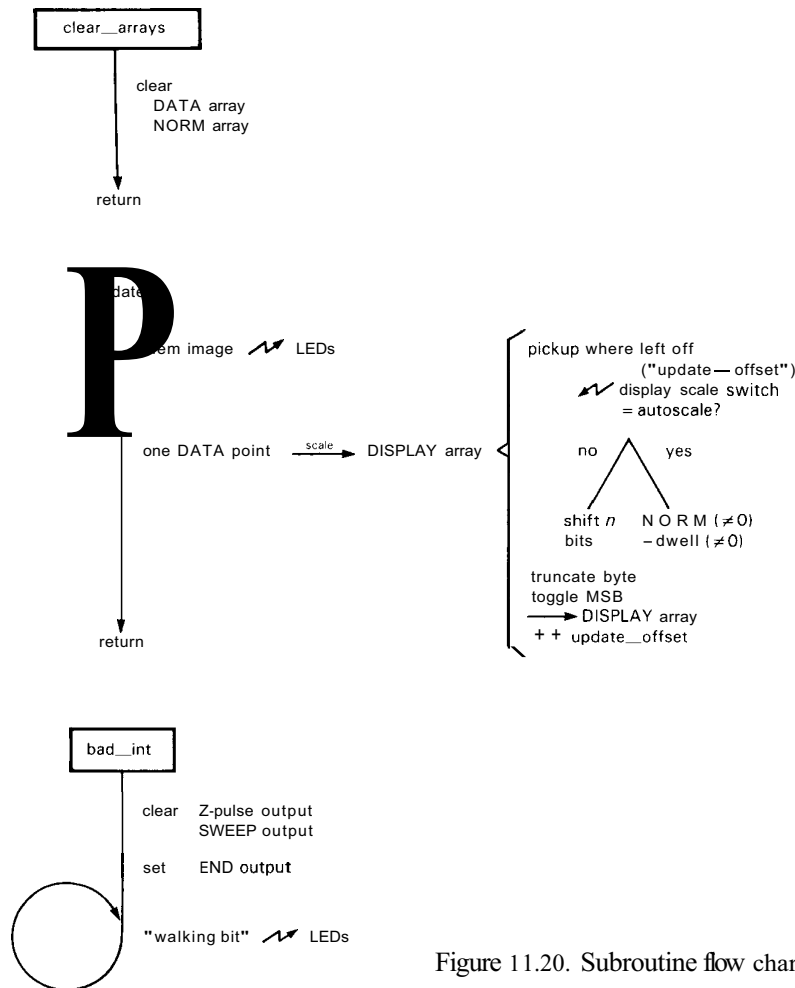 clear__arrays
clear
DATA array
NORM array
return
P
date
em image LEDs
one DATA point scale DISPLAY array
return
pickup where left off
("update — offset")
display scale switch
= autoscale?
no yes
shift n NORM (≠0)
bits –dwell (≠0)
truncate byte
toggle MSB
DISPLAY array
+ + update__offset
bad__int
clear Z-pulse output
SWEEP output
set END output
"walking bit" LEDs
Figure 11.20. Subroutine flow char